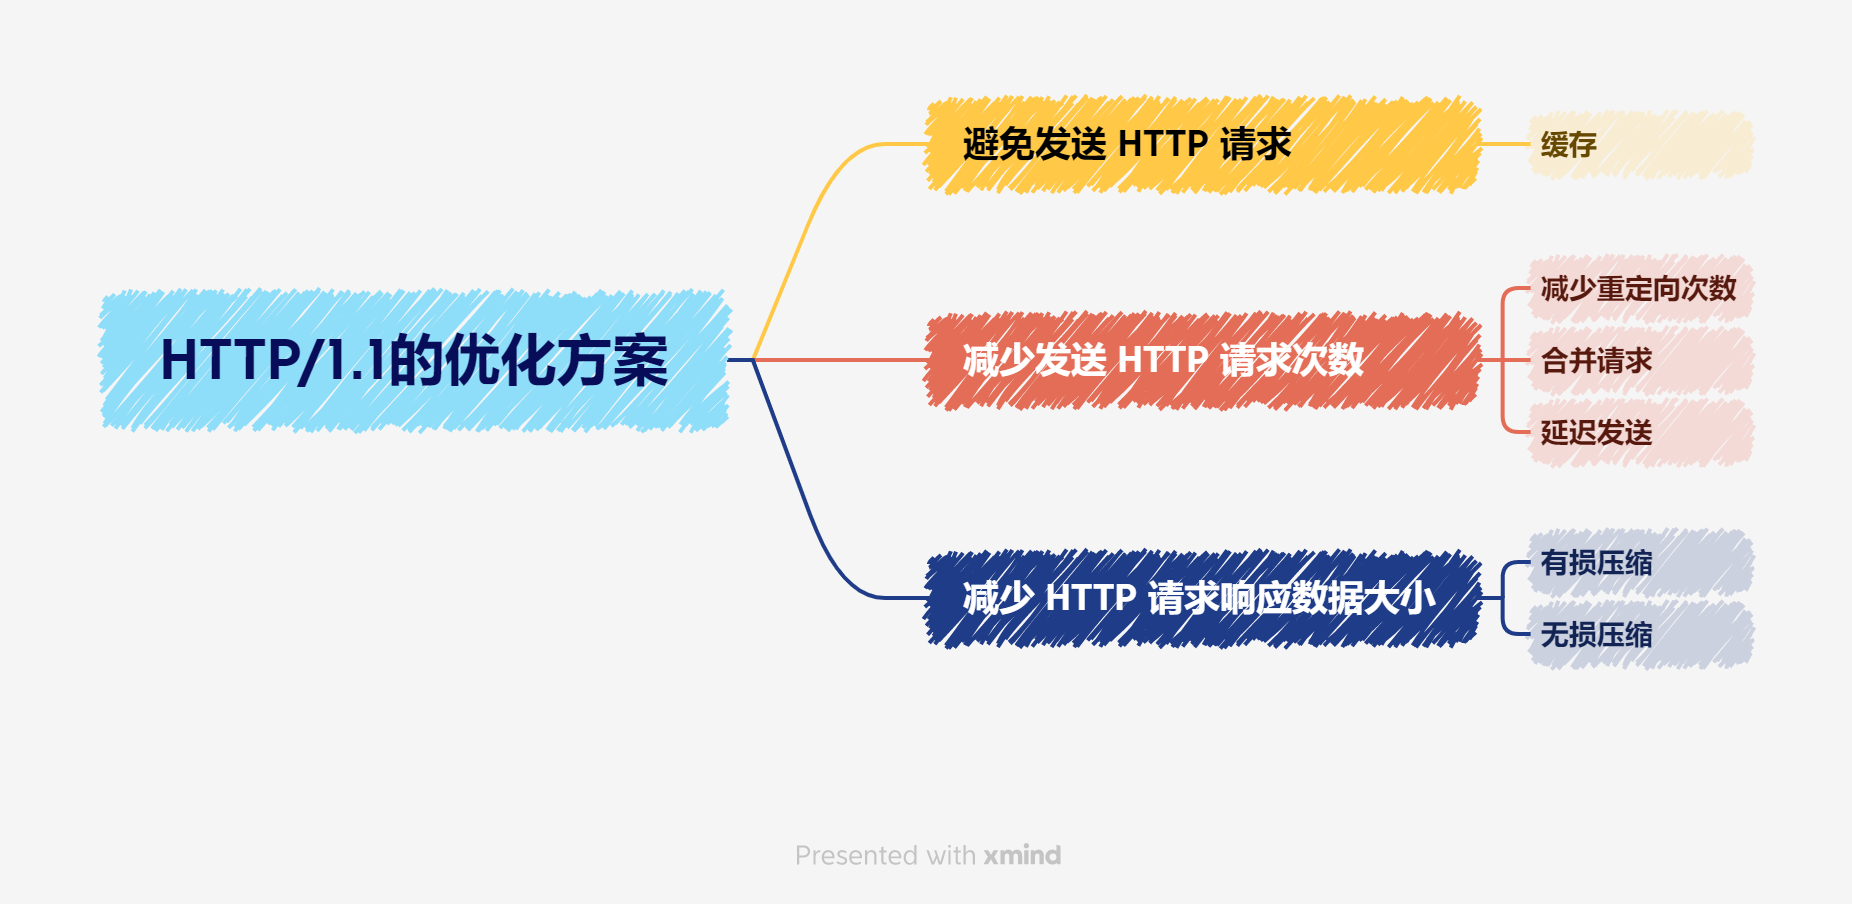 HTTP/1.1的优化方案
避免发送 HTTP 请求
缓存
减少发送 HTTP 请求次数
减少重定向次数
合并请求
延迟发送
减少 HTTP 请求响应数据大小
有损压缩
无损压缩
Presented with xmind